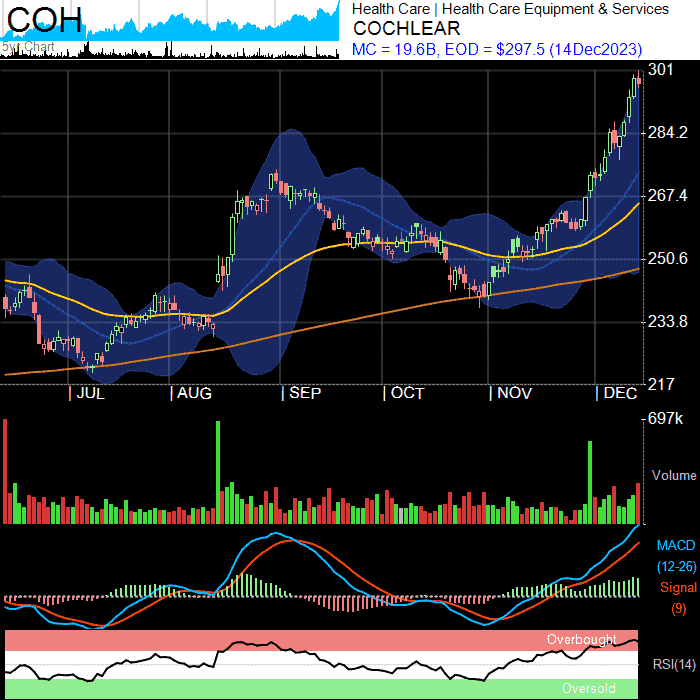 COH
5yr Chart
Health Care | Health Care Equipment & Services
COCHLEAR
MC = 19.6B, EOD = $297.5 (14Dec2023)
301
284.2
267.4
250.6
233.8
217
| JUL | AUG | SEP | OCT | NOV | DEC
697k
Volume
MACD
(12-26)
Signal
(9)
Overbought
RSI(14)
Oversold